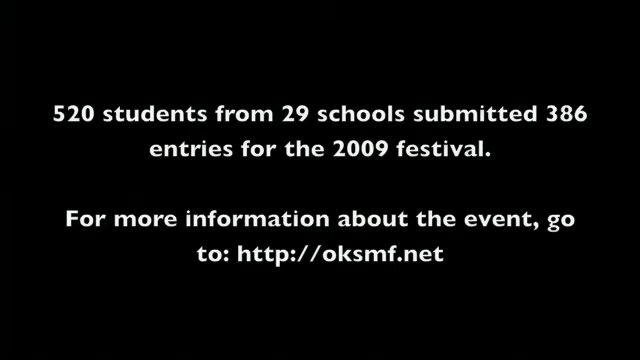 520 students from 29 schools submitted 386
entries for the 2009 festival.
For more information about the event, go
to: http://oksmf.net